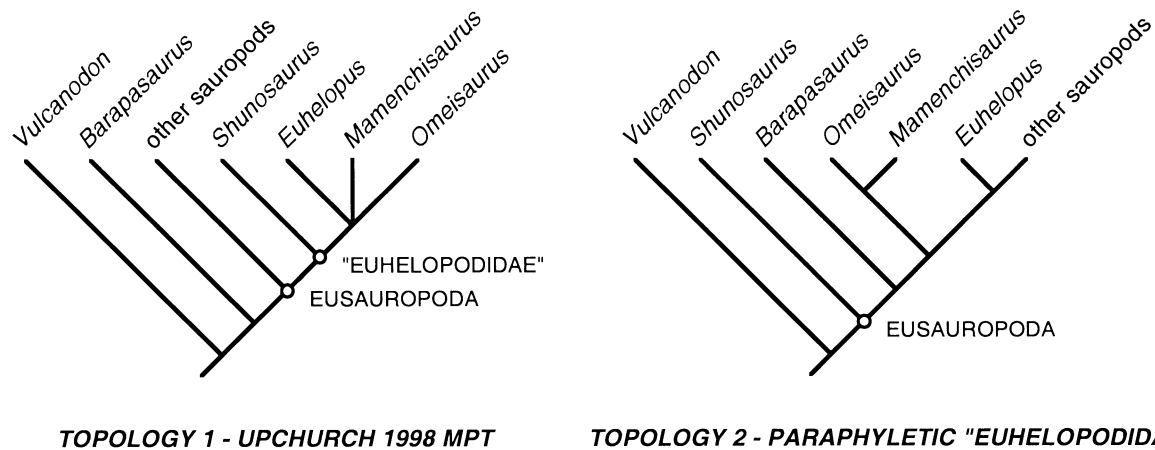 Vulcanodon
Barapasaurus
other sauropods
Shunosaurus
Euhelopus
Mamenchisaurus
Omeisaurus
"EUHELOPODIDAE"
EUSAUROPODA
TOPOLOGY 1 - UPCHURCH 1998 MPT
Vulcanodon
Shunosaurus
Barapasaurus
Omeisaurus
Mamenchisaurus
Euhelopus
other sauropods
EUSAUROPODA
TOPOLOGY 2 - PARAPHYLETIC "EUHELOPODID